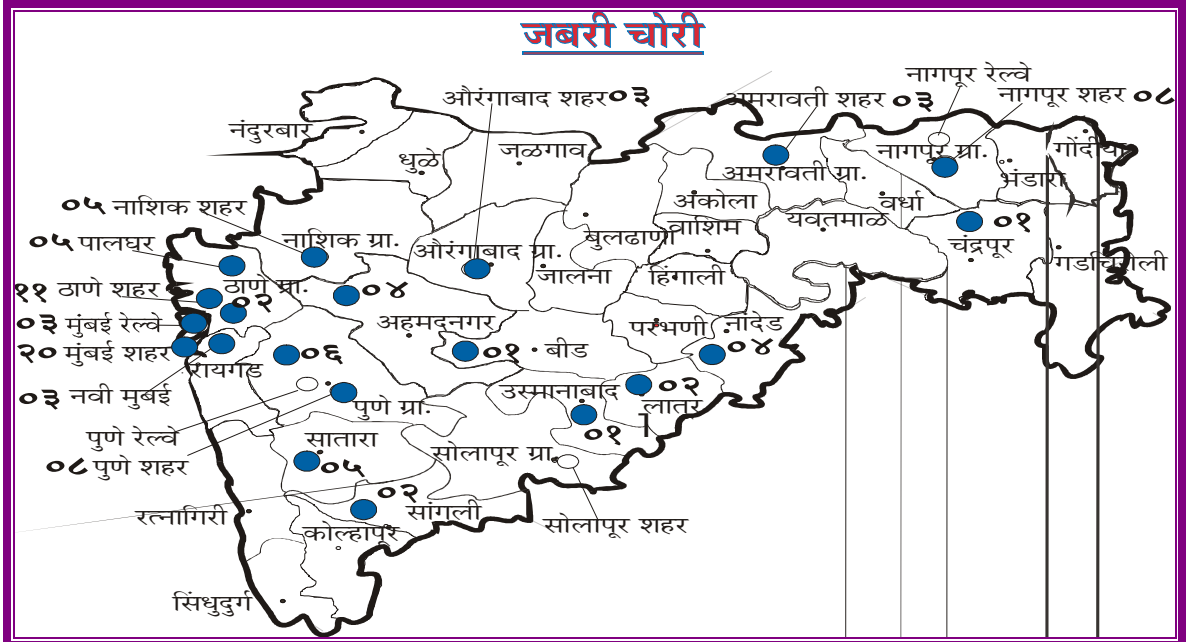 जबरी चोरी
नागपूर रेल्वे
औरंगाबाद शहर ०३
अमरावती शहर ०३
नागपूर शहर ०८
नंदुरबार
धुळे
जळगाव
नागपूर ग्रा.
गोंदीया
अमरावती ग्रा.
भंडारा
०५ नाशिक शहर
अंकोला
वर्धा
वाशिम
यवतमाळ
०१
०५ पालघर
नाशिक ग्रा.
औरंगाबाद ग्रा.
बुलढाणा
चंद्रपूर
गडचिरोली
जालना
हिंगाली
११ ठाणे शहर
ठाणे ग्रा.
०२
०४
०३ मुंबई रेल्वे
अहमदनगर
परभणी
नांदेड
०४
२० मुंबई शहर
०६
०१
बीड
रायगड
०३ नवी मुबई
उस्मानाबाद
०२
लातर
पुणे ग्रा.
पुणे रेल्वे
सातारा
०१
०८ पुणे शहर
०५
सोलापूर ग्रा.
०२
रत्नागिरी
सांगली
सोलापूर शहर
कोल्हापूर
सिंधुदुर्ग